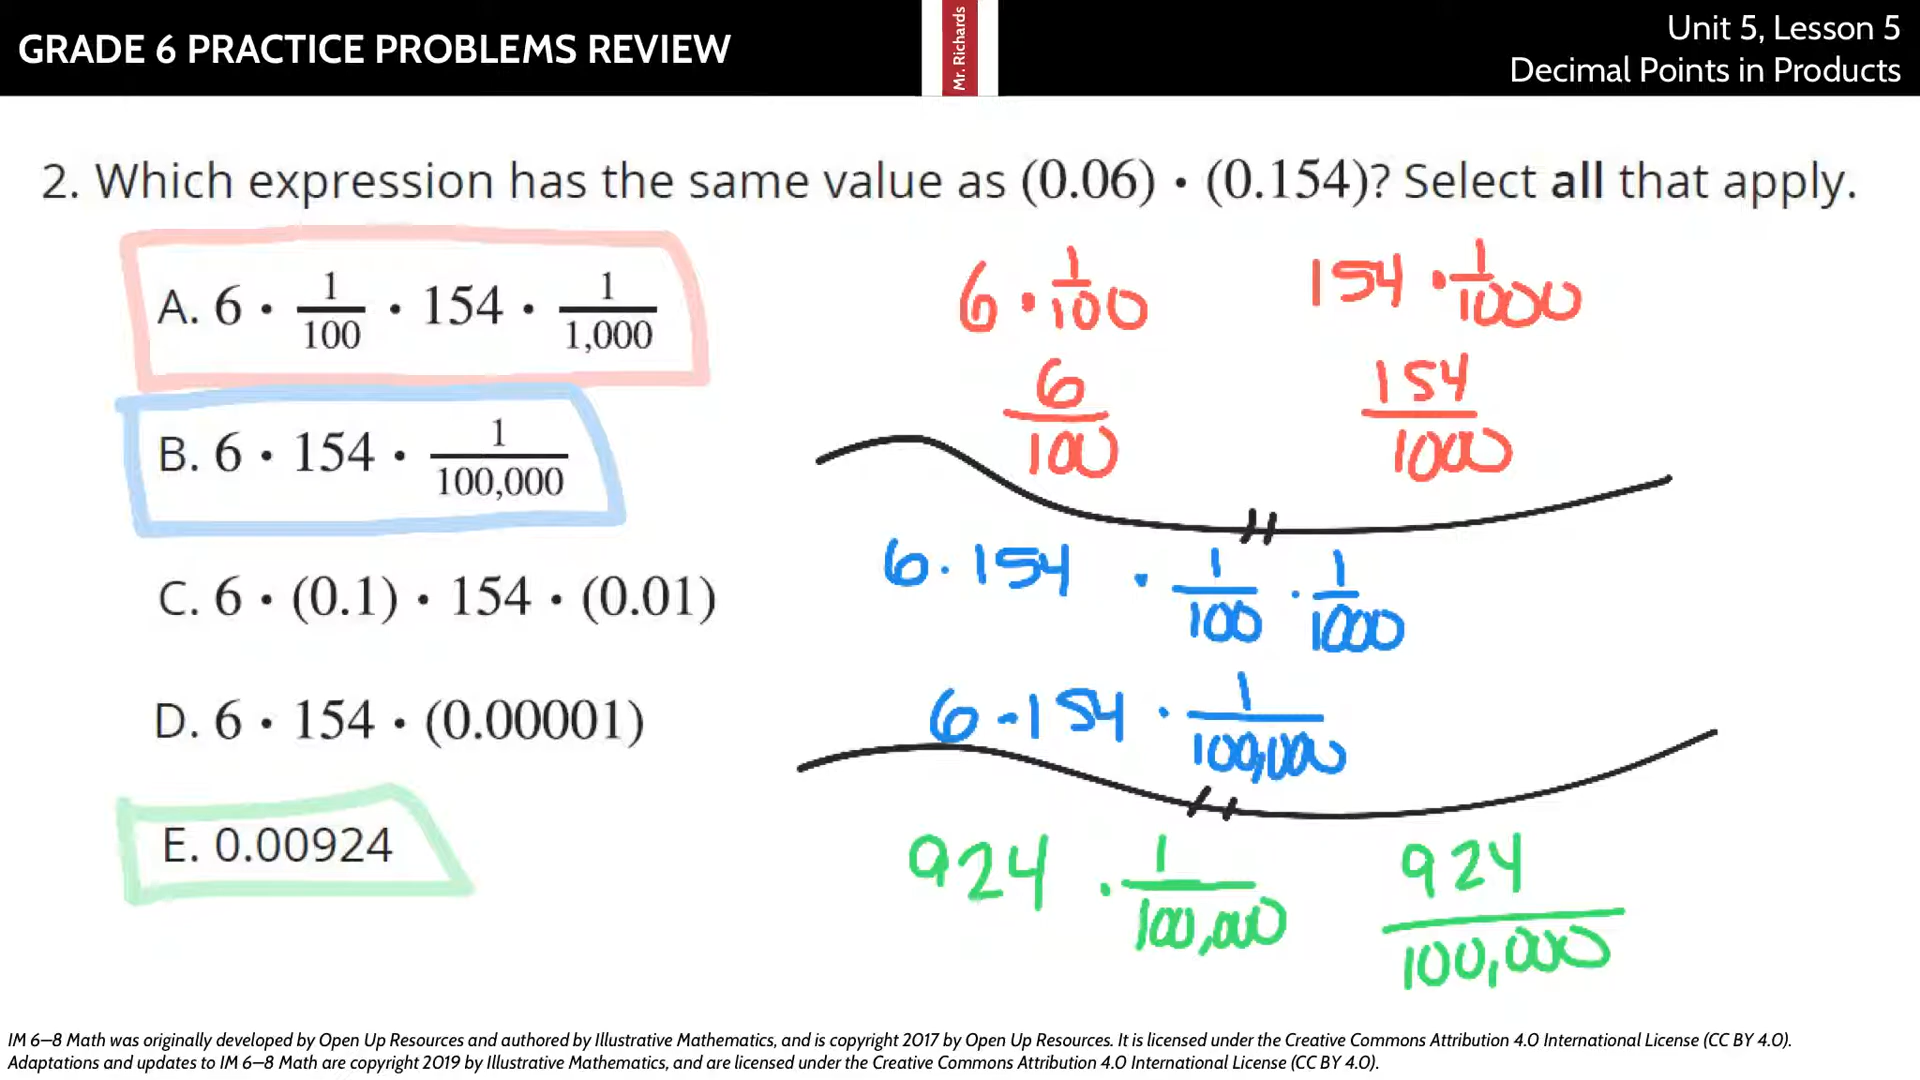 GRADE 6 PRACTICE PROBLEMS REVIEW
Mr. Richards
Unit 5, Lesson 5
Decimal Points in Products
2. Which expression has the same value as (0.06) · (0.154)? Select all that apply.
A. 6 · 1/100 · 154 · 1/1,000
B. 6 · 154 · 1/100,000
C. 6 · (0.1) · 154 · (0.01)
D. 6 · 154 · (0.00001)
E. 0.00924
6 · 1/100 154 · 1/1000
6/100 154/1000
6 · 154 · 1/100 · 1/1000
6 · 154 · 1/100,000
924 · 1/100,000 924/100,000
IM 6–8 Math was originally developed by Open Up Resources and authored by Illustrative Mathematics, and is copyright 2017 by Open Up Resources. It is licensed under the Creative Commons Attribution 4.0 International License (CC BY 4.0).
Adaptations and updates to IM 6–8 Math are copyright 2019 by Illustrative Mathematics, and are licensed under the Creative Commons Attribution 4.0 International License (CC BY 4.0).